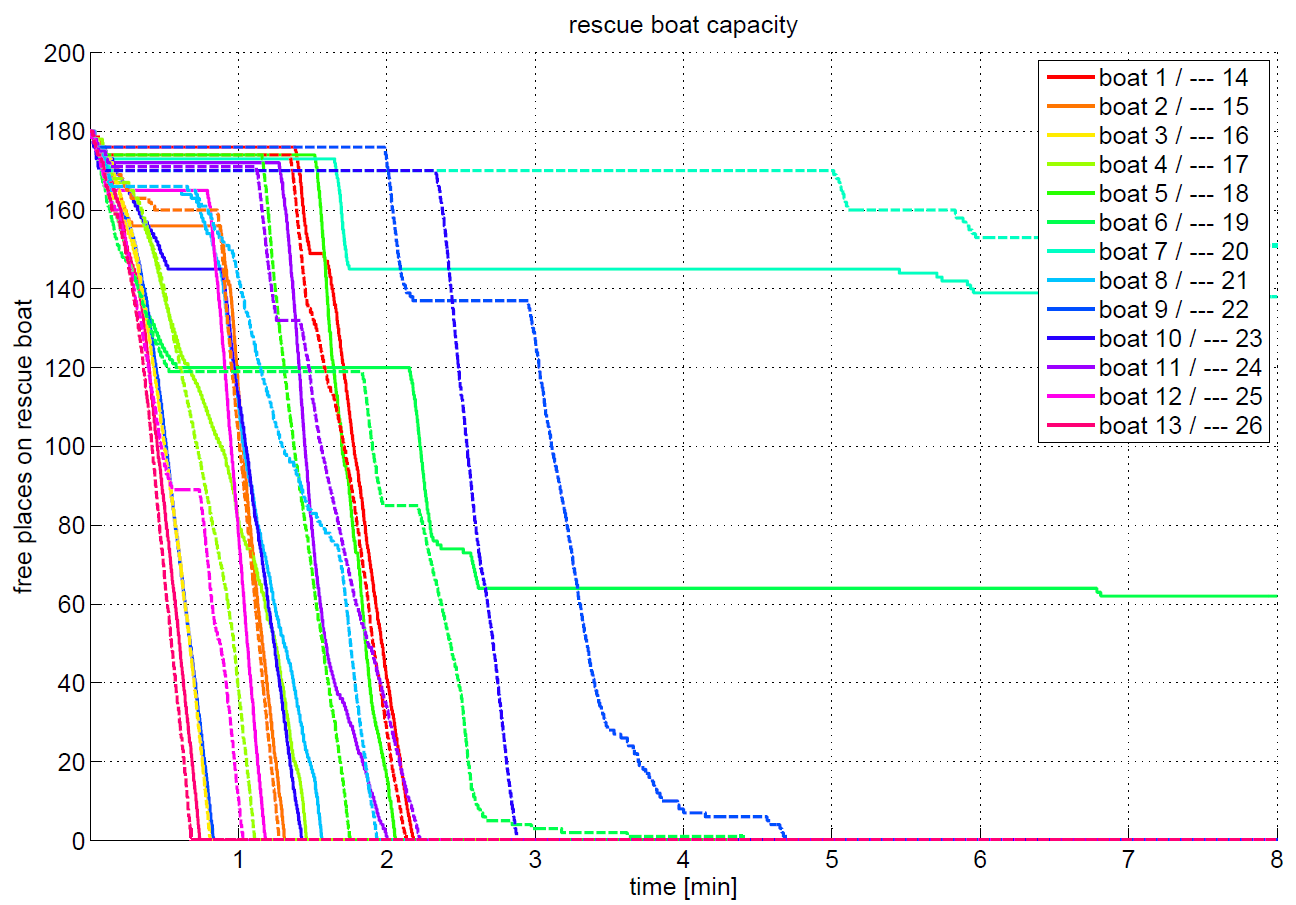 rescue boat capacity
200
180
160
140
120
100
80
60
40
20
0
free places on rescue boat
boat 1 / --- 14
boat 2 / --- 15
boat 3 / --- 16
boat 4 / --- 17
boat 5 / --- 18
boat 6 / --- 19
boat 7 / --- 20
boat 8 / --- 21
boat 9 / --- 22
boat 10 / --- 23
boat 11 / --- 24
boat 12 / --- 25
boat 13 / --- 26
1 2 3 4 5 6 7 8
time [min]